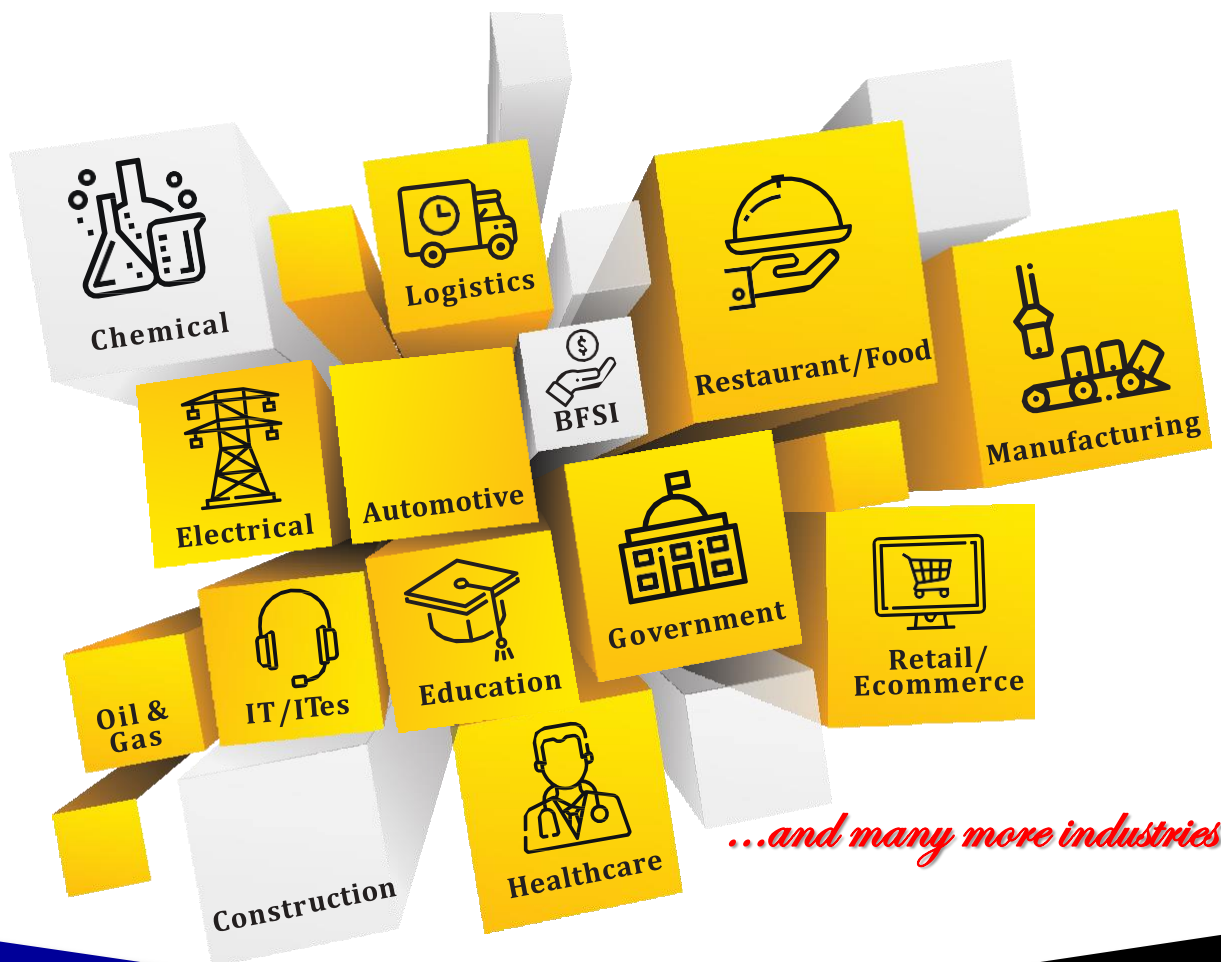 Chemical
Logistics
BFSI
Restaurant/Food
Manufacturing
Electrical
Automotive
Government
Retail/
Ecommerce
Oil &
Gas
IT/ITes
Education
Healthcare
Construction
...and many more industries